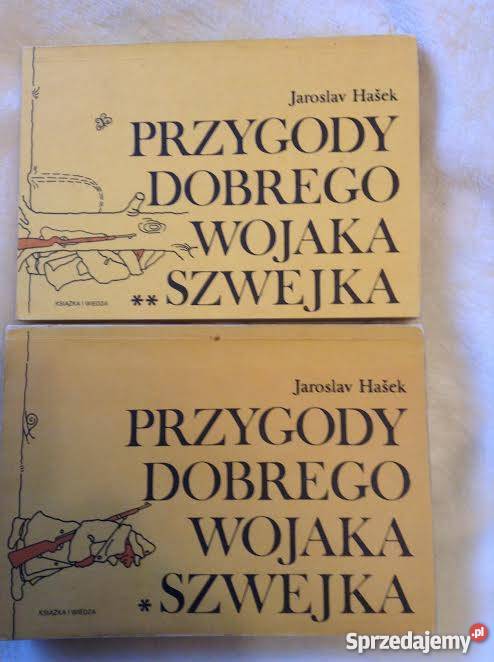 Jaroslav Hašek
PRZYGODY
DOBREGO
WOJAKA
** SZWEJKA
KSIĄŻKA I WIEDZA
Jaroslav Hašek
PRZYGODY
DOBREGO
WOJAKA
* SZWEJKA
KSIĄŻKA I WIEDZA
Sprzedajemy.pl